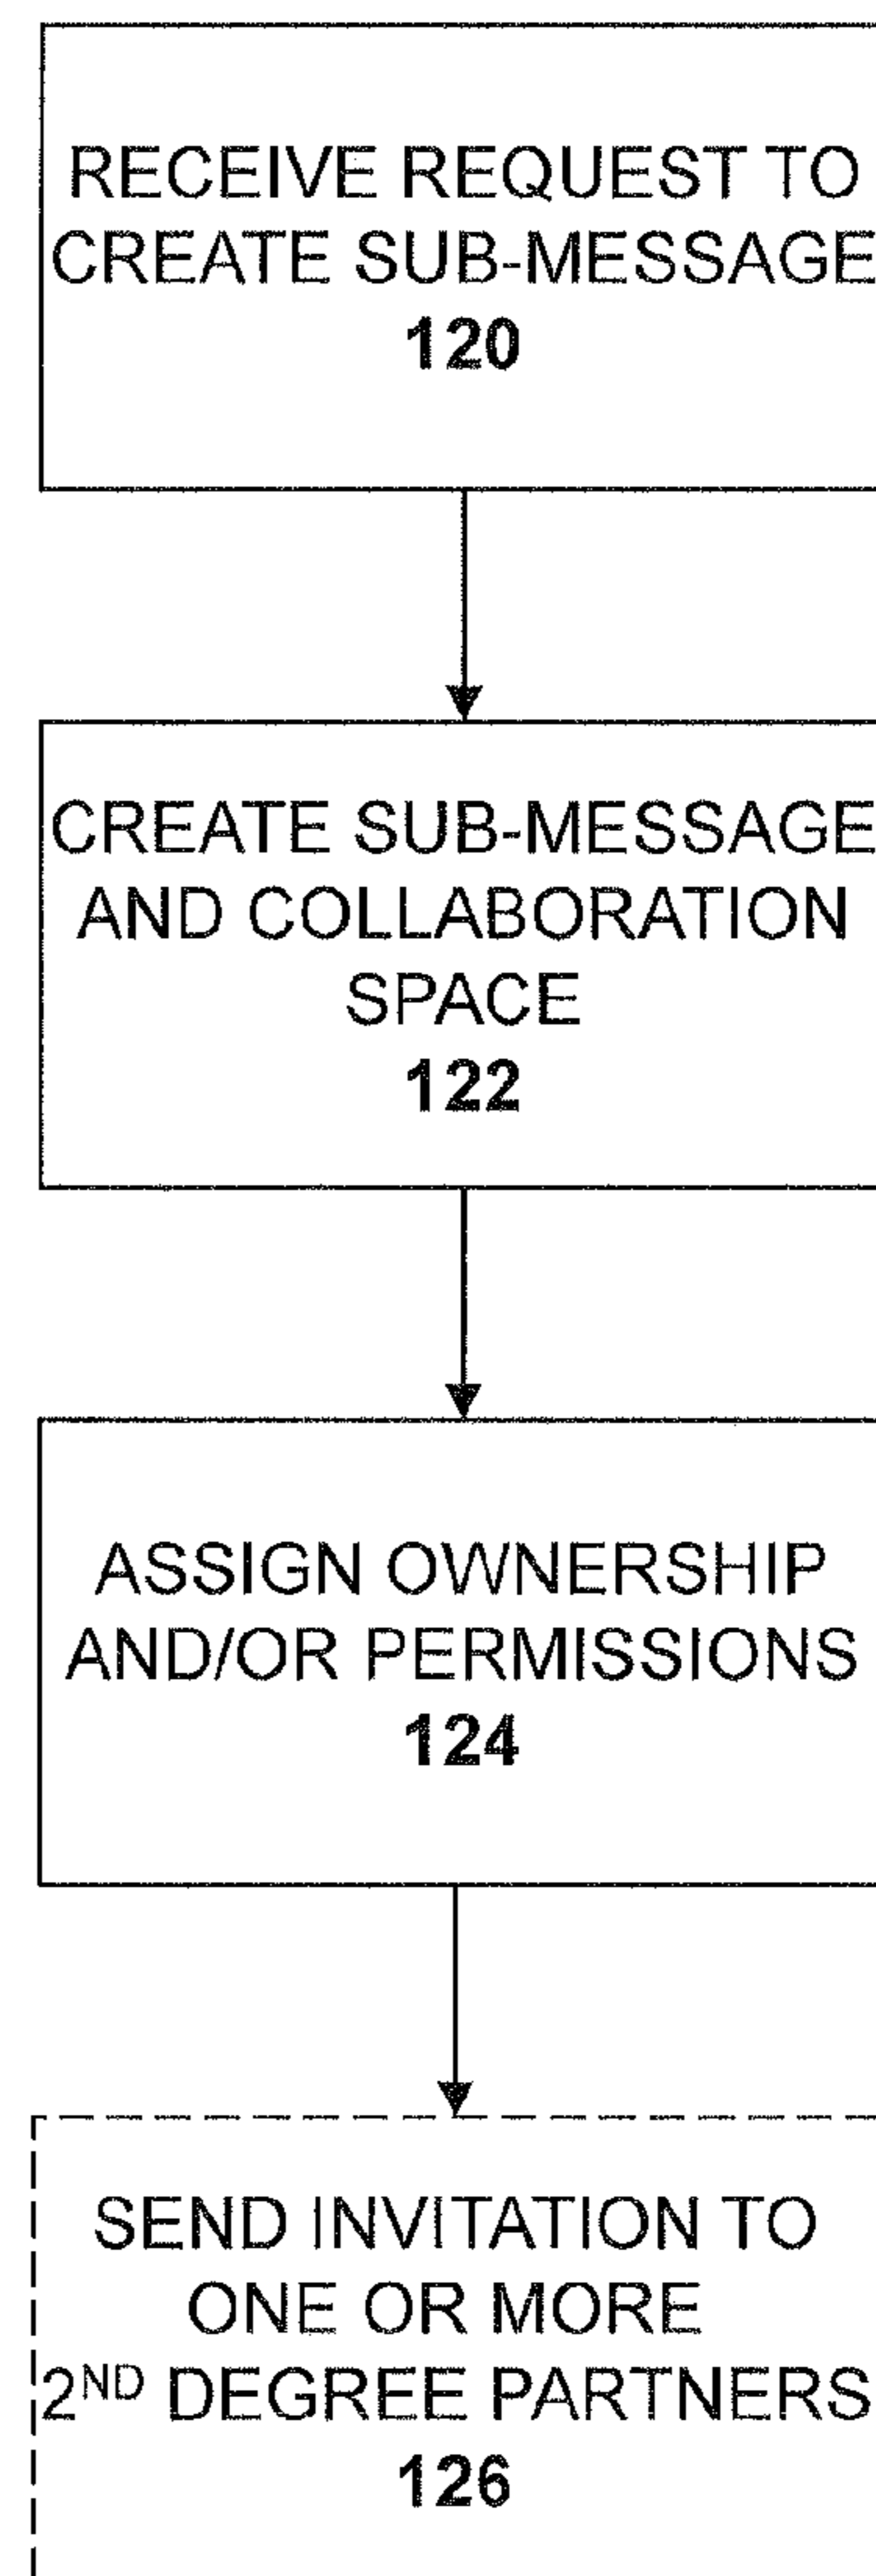 RECEIVE REQUEST TO
CREATE SUB-MESSAGE
120
CREATE SUB-MESSAGE
AND COLLABORATION
SPACE
122
ASSIGN OWNERSHIP
AND/OR PERMISSIONS
124
SEND INVITATION TO
ONE OR MORE
2ND DEGREE PARTNERS
126